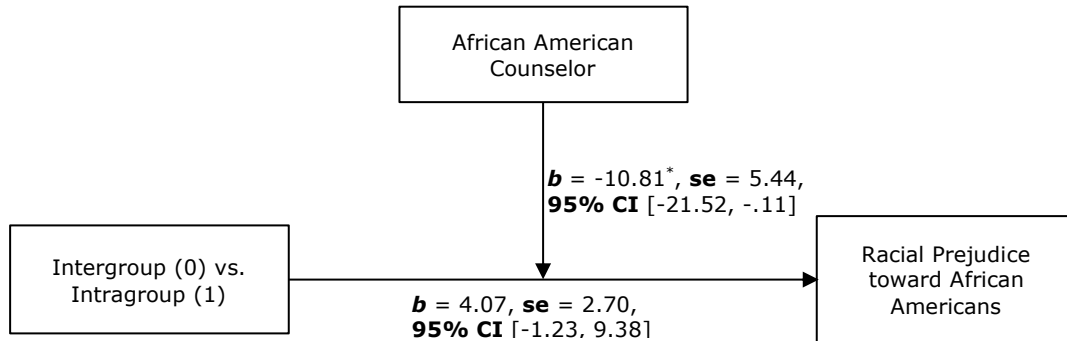 African American
Counselor
b = -10.81*, se = 5.44,
95% CI [-21.52, -.11]
Intergroup (0) vs.
Intragroup (1)
Racial Prejudice
toward African
Americans
b = 4.07, se = 2.70,
95% CI [-1.23, 9.38]